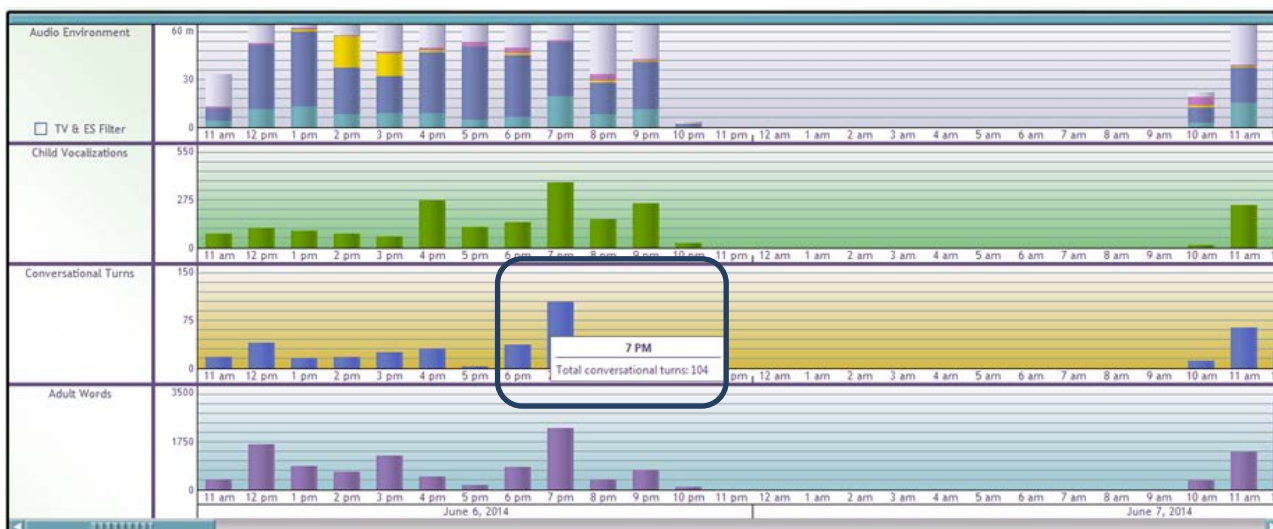 Audio Environment
TV & ES Filter
60 m
30
0
11 am 12 pm 1 pm 2 pm 3 pm 4 pm 5 pm 6 pm 7 pm 8 pm 9 pm 10 pm 11 pm 12 am 1 am 2 am 3 am 4 am 5 am 6 am 7 am 8 am 9 am 10 am 11 am
Child Vocalizations
550
275
0
11 am 12 pm 1 pm 2 pm 3 pm 4 pm 5 pm 6 pm 7 pm 8 pm 9 pm 10 pm 11 pm 12 am 1 am 2 am 3 am 4 am 5 am 6 am 7 am 8 am 9 am 10 am 11 am
Conversational Turns
150
75
0
7 PM
Total conversational turns: 104
11 am 12 pm 1 pm 2 pm 3 pm 4 pm 5 pm 6 pm pm 12 am 1 am 2 am 3 am 4 am 5 am 6 am 7 am 8 am 9 am 10 am 11 am
Adult Words
3500
1750
0
11 am 12 pm 1 pm 2 pm 3 pm 4 pm 5 pm 6 pm 7 pm 8 pm 9 pm 10 pm 11 pm 12 am 1 am 2 am 3 am 4 am 5 am 6 am 7 am 8 am 9 am 10 am 11 am
June 6, 2014 June 7, 2014